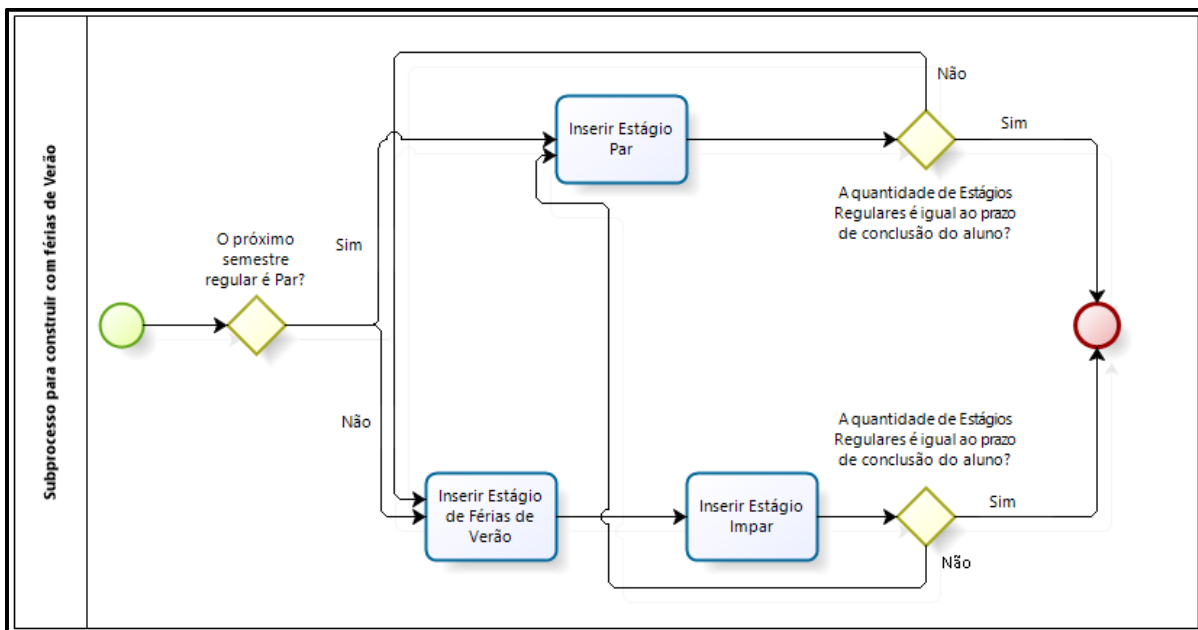 Subprocesso para construir com férias de Verão
O próximo
semestre
regular é Par?
Sim
Não
Inserir Estágio
Par
Não
Sim
A quantidade de Estágios
Regulares é igual ao prazo
de conclusão do aluno?
Inserir Estágio
de Férias de
Verão
Inserir Estágio
Impar
A quantidade de Estágios
Regulares é igual ao prazo
de conclusão do aluno?
Sim
Não